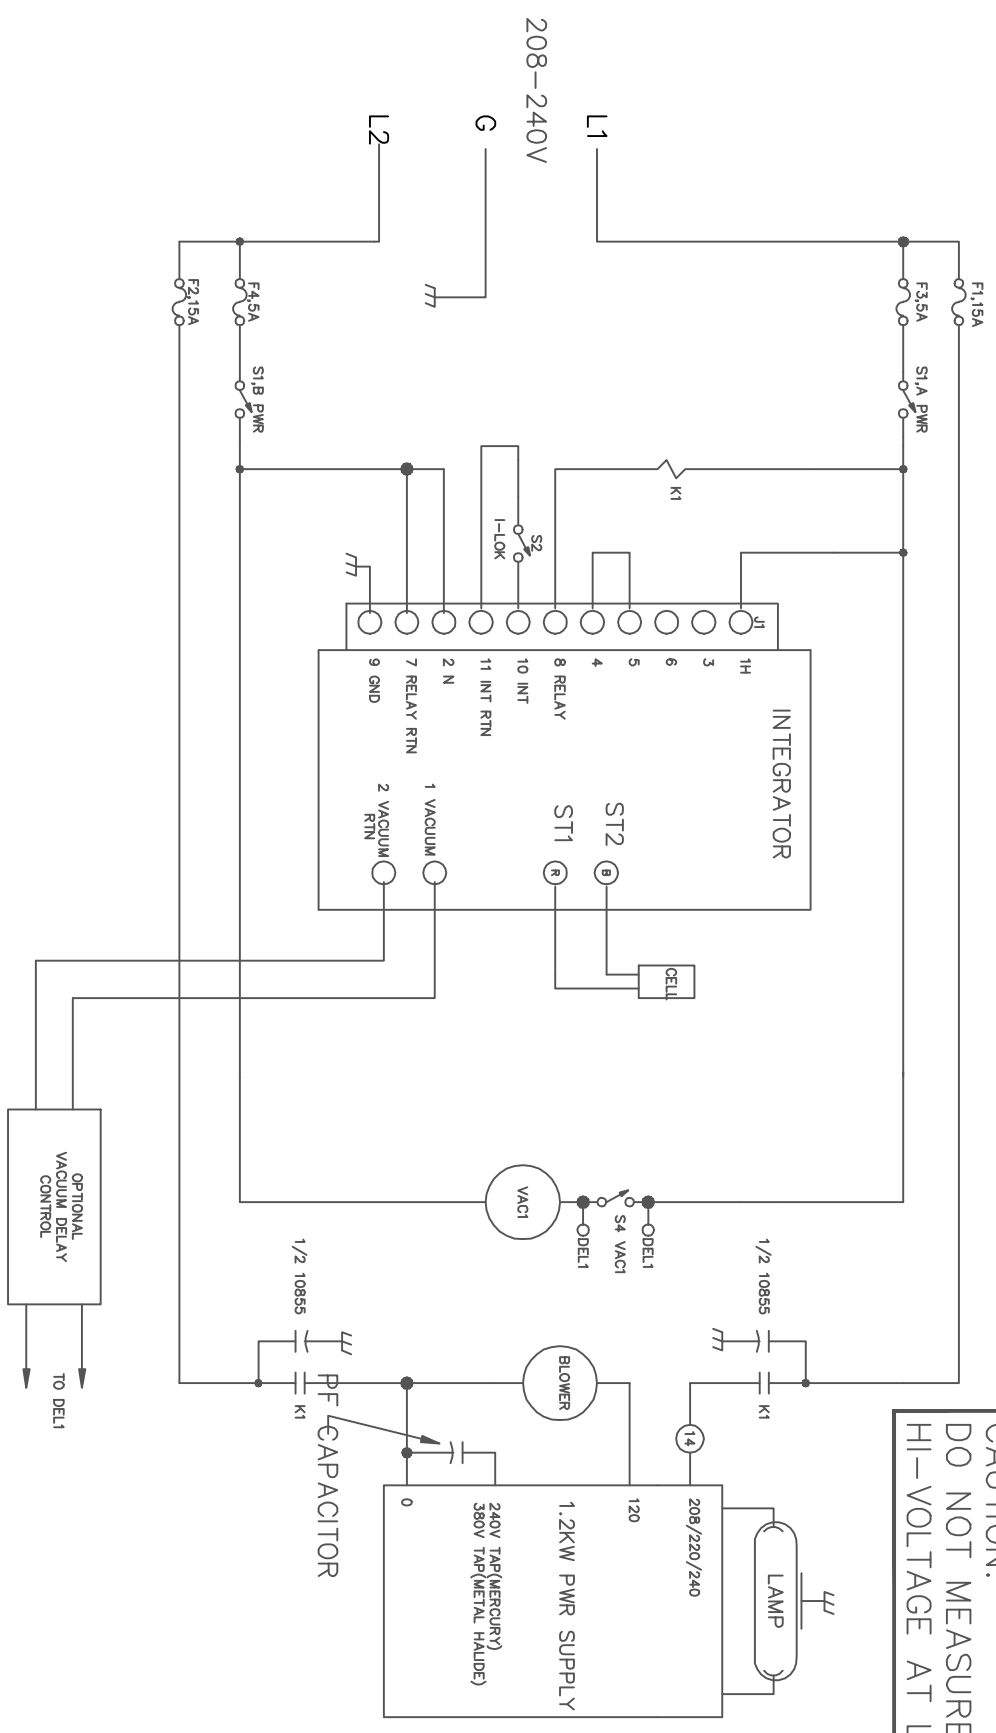 CAUTION:
DO NOT MEASURE
HI-VOLTAGE AT L
208-240V
L1
G
L2
F1,15A
F3,5A
S1,A PWR
F4,5A
S1,B PWR
F2,15A
K1
S2
I-LOK
J1
1H
3
6
5
4
8 RELAY
10 INT
11 INT RTN
2 N
7 RELAY RTN
9 GND
INTEGRATOR
ST2
ST1
B
R
1 VACUUM
2 VACUUM
RTN
CELL
OPTIONAL
VACUUM DELAY
CONTROL
TO DEL1
VAC1
S4 VAC1
DEL1
DEL1
1/2 10855
K1
1/2 10855
K1
BLOWER
14
PF CAPACITOR
208/220/240
120
1.2KW PWR SUPPLY
240V TAP(MERCURY)
380V TAP(METAL HALIDE)
0
LAMP